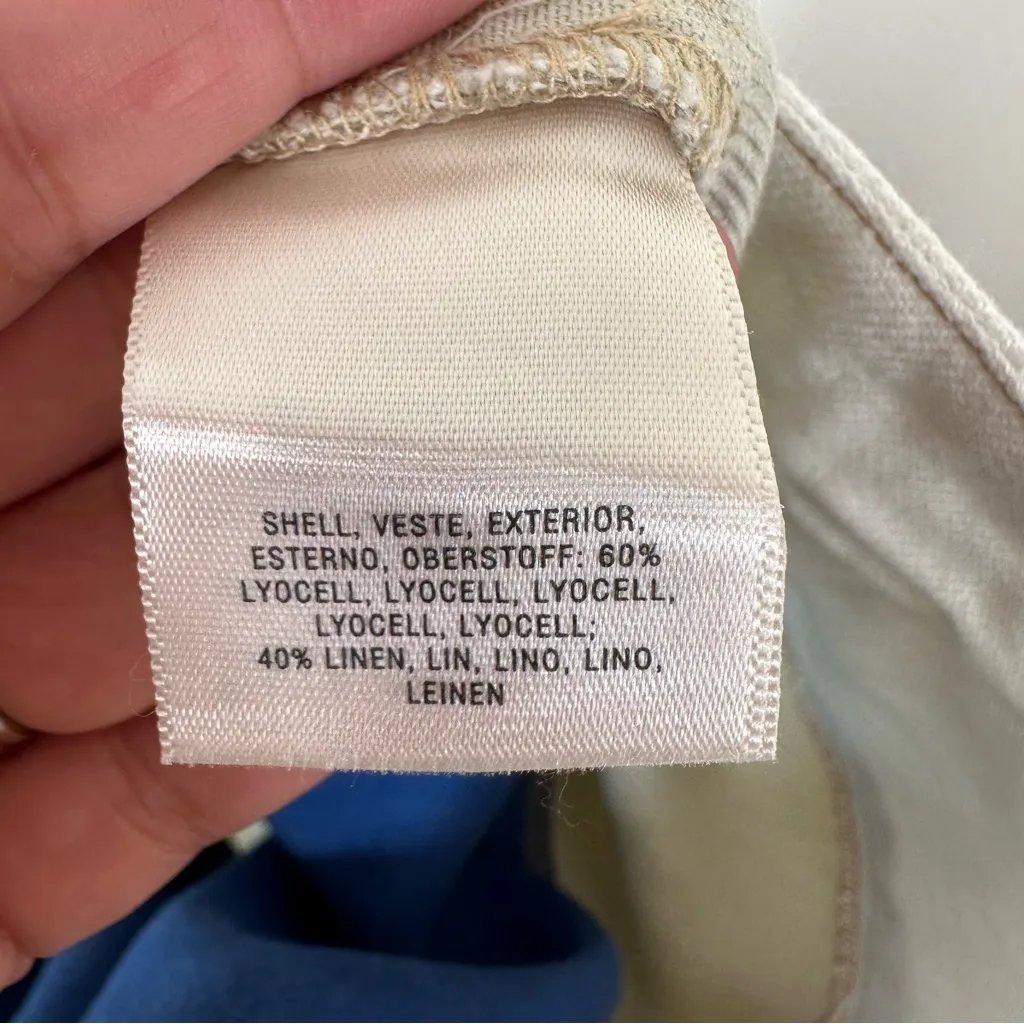 SHELL, VESTE, EXTERIOR,
ESTERNO, OBERSTOFF: 60%
LYOCELL, LYOCELL, LYOCELL,
LYOCELL, LYOCELL;
40% LINEN, LIN, LINO, LINO,
LEINEN